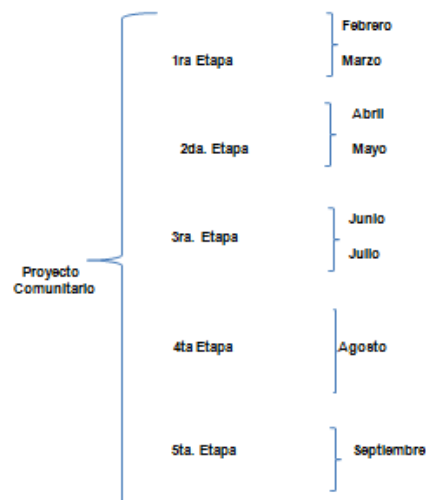 Febrero
1ra Etapa
Marzo
Abril
2da. Etapa
Mayo
Junio
3ra. Etapa
Julio
Proyecto
Comunitario
4ta Etapa
Agosto
5ta. Etapa
Septiembre